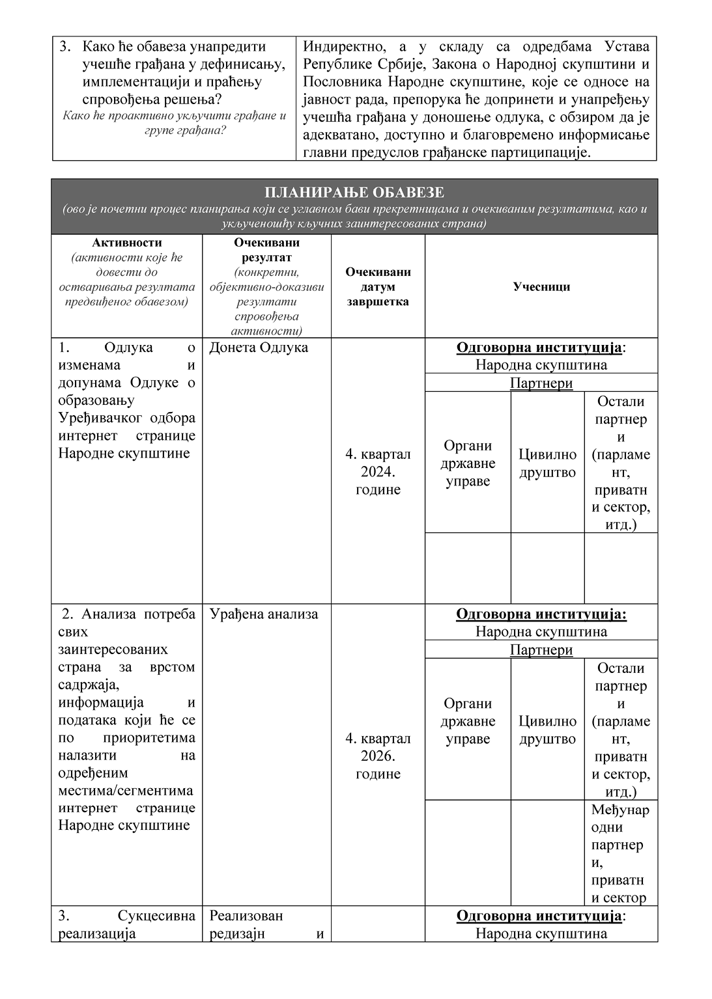 3. Како ће обавеза унапредити
учешће грађана у дефинисању,
имплементацији и праћењу
спровођења решења?
Како ће проактивно укључити грађане и
групе грађана?
Индиректно, а у складу са одредбама Устава
Републике Србије, Закона о Народној скупштини и
Пословника Народне скупштине, које се односе на
јавност рада, препорука ће допринети и унапређењу
учешћа грађана у доношење одлука, с обзиром да је
адекватано, доступно и благовремено информисање
главни предуслов грађанске партиципације.
ПЛАНИРАЊЕ ОБАВЕЗЕ
(ово је почетни процес планирања који се углавном бави прекретницама и очекиваним резултатима, као и
укљученошћу кључних заинтересованих страна)
Активности
(активности које ће
довести до
остваривања резултата
предвиђеног обавезом)
Очекивани
резултат
(конкретни,
објективно-доказиви
резултати
спровођења
активности)
Очекивани
датум
завршетка
Учесници
1. Одлука о
изменама и
допунама Одлуке о
образовању
Уређивачког одбора
интернет странице
Народне скупштине
Донета Одлука
4. квартал
2024.
године
Одговорна институција:
Народна скупштина
Партнери
Органи
државне
управе
Цивилно
друштво
Остали
партнер
и
(парламе
нт,
приватн
и сектор,
итд.)
2. Анализа потреба
свих
заинтересованих
страна за врстом
садржаја,
информација и
података који ће се
по приоритетима
налазити на
одређеним
местима/сегментима
интернет странице
Народне скупштине
Урађена анализа
4. квартал
2026.
године
Одговорна институција:
Народна скупштина
Партнери
Органи
државне
управе
Цивилно
друштво
Остали
партнер
и
(парламе
нт,
приватн
и сектор,
итд.)
Међунар
одни
партнер
и,
приватн
и сектор
3. Сукцесивна
реализација
Реализован
редизајн и
Одговорна институција:
Народна скупштина